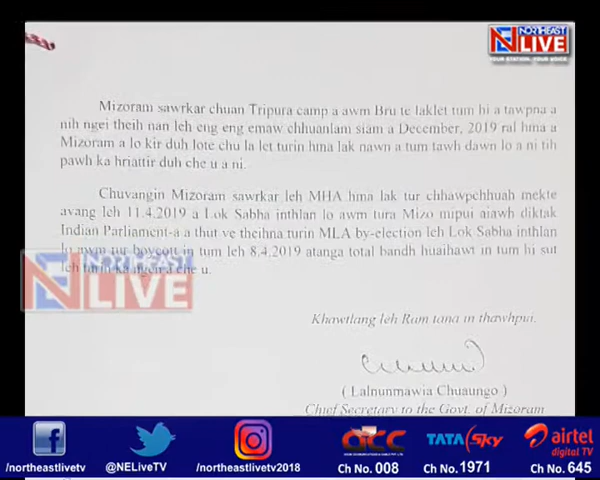 NORTHEAST
LIVE
YOUR STATION, YOUR VOICE
Mizoram sawrkar chuan Tripura camp a awm Bru te laklet tum hi a tawpna a
nih ngei theih nan leh eng eng emaw chhuanlam siam a December, 2019 ral hma a
Mizoram a lo kir duh lote chu la let turin hma lak nawn a tum tawh dawn lo a ni tih
pawh ka hriattir duh che u a ni.
Chuvangin Mizoram sawrkar leh MHA hma lak tur chhawpchhuah mekte
avang leh 11.4.2019 a Lok Sabha inthlan lo awm tura Mizo mipui aiawh diktak
Indian Parliament-a a thut ve theihna turin MLA by-election leh Lok Sabha inthlan
lo awm tur boycott in tum leh 8.4.2019 atanga total bandh huaihawt in tum hi sut
leh turin ka ngen a che u.
NORTHEAST
LIVE
Khawtlang leh Ram tana in thawhpui.
( Lalnunmawia Chuaungo )
Chief Secretary to the Govt. of Mizoram
/northeastlivetv
@NELiveTV
/northeastlivetv2018
Ch No. 008
TATA Sky
Ch No. 1971
airtel
digital TV
Ch No. 645